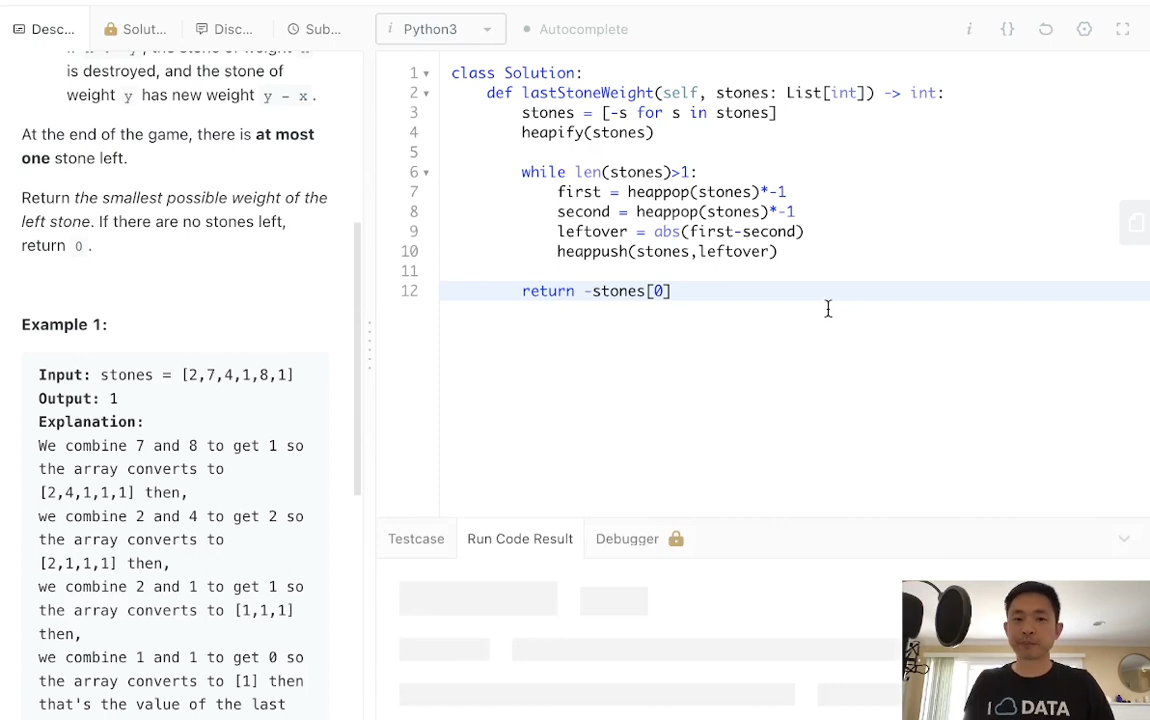 Desc...
Solut...
Disc...
Sub...
i Python3
Autocomplete
i {}
is destroyed, and the stone of
weight y has new weight y - x .
At the end of the game, there is at most
one stone left.
Return the smallest possible weight of the
left stone. If there are no stones left,
return 0 .
Example 1:
Input: stones = [2,7,4,1,8,1]
Output: 1
Explanation:
We combine 7 and 8 to get 1 so
the array converts to
[2,4,1,1,1] then,
we combine 2 and 4 to get 2 so
the array converts to
[2,1,1,1] then,
we combine 2 and 1 to get 1 so
the array converts to [1,1,1]
then,
we combine 1 and 1 to get 0 so
the array converts to [1] then
that's the value of the last
1 class Solution:
2 def lastStoneWeight(self, stones: List[int]) -> int:
3 stones = [-s for s in stones]
4 heapify(stones)
5
6 while len(stones)>1:
7 first = heappop(stones)*-1
8 second = heappop(stones)*-1
9 leftover = abs(first-second)
10 heappush(stones,leftover)
11
12 return -stones[0]
Testcase
Run Code Result
Debugger
I DATA